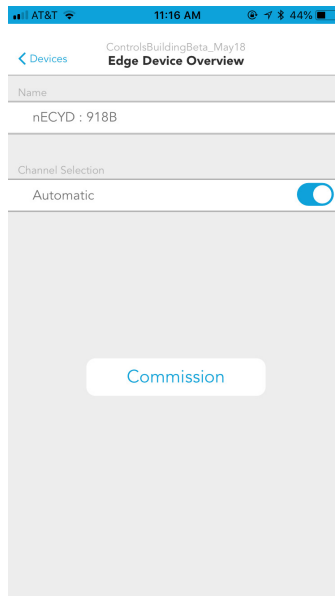 AT&T 11:16 AM 44%
Devices
ControlsBuildingBeta_May18
Edge Device Overview
Name
nECYD : 918B
Channel Selection
Automatic
Commission